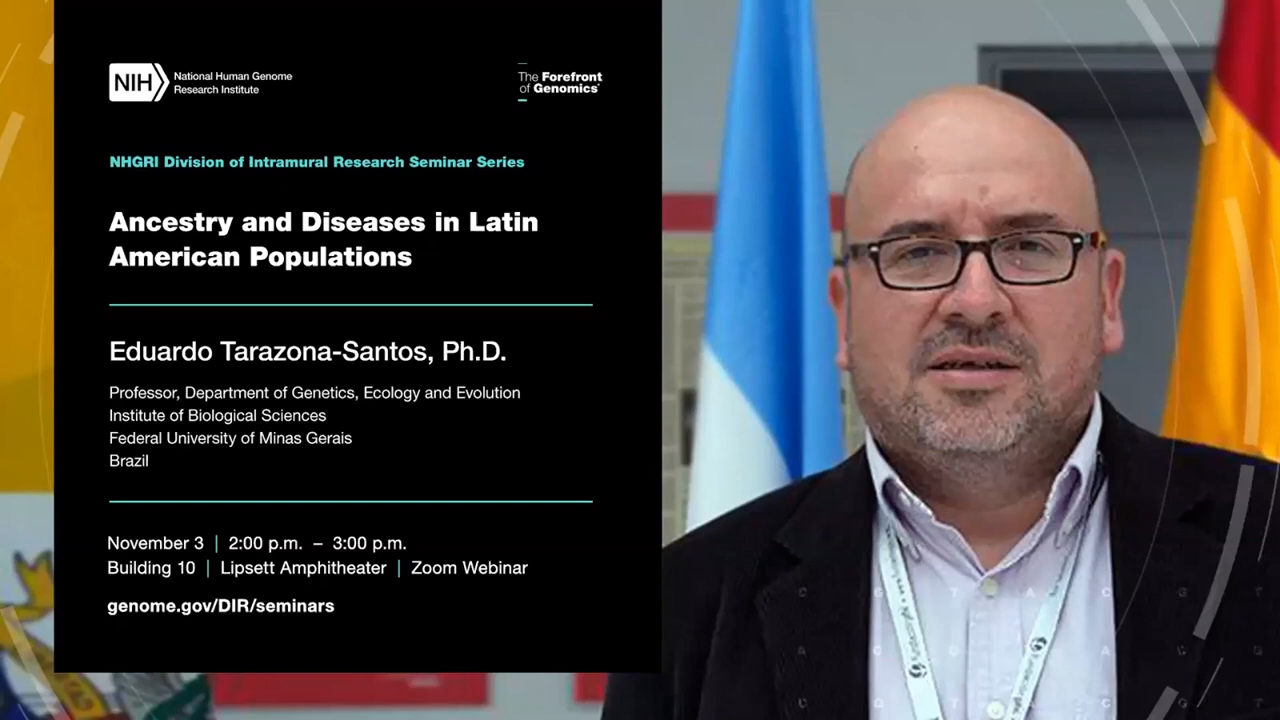 NIH
National Human Genome
Research Institute
The Forefront
of Genomics®
NHGRI Division of Intramural Research Seminar Series
Ancestry and Diseases in Latin
American Populations
Eduardo Tarazona-Santos, Ph.D.
Professor, Department of Genetics, Ecology and Evolution
Institute of Biological Sciences
Federal University of Minas Gerais
Brazil
November 3 | 2:00 p.m. – 3:00 p.m.
Building 10 | Lipsett Amphitheater | Zoom Webinar
genome.gov/DIR/seminars